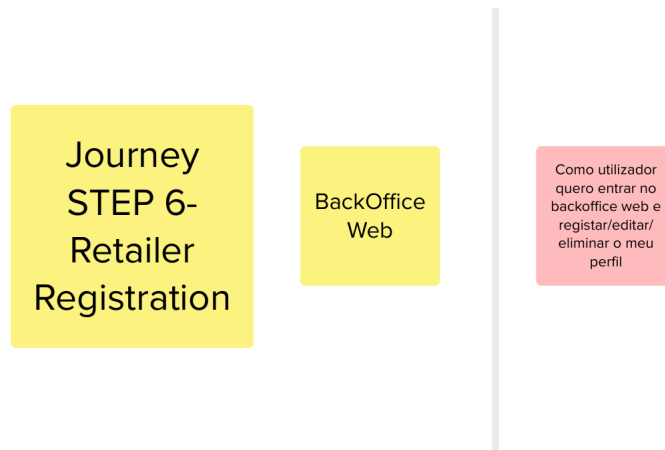 Journey
STEP 6-
Retailer
Registration
BackOffice
Web
Como utilizador
quero entrar no
backoffice web e
registar/editar/
eliminar o meu
perfil